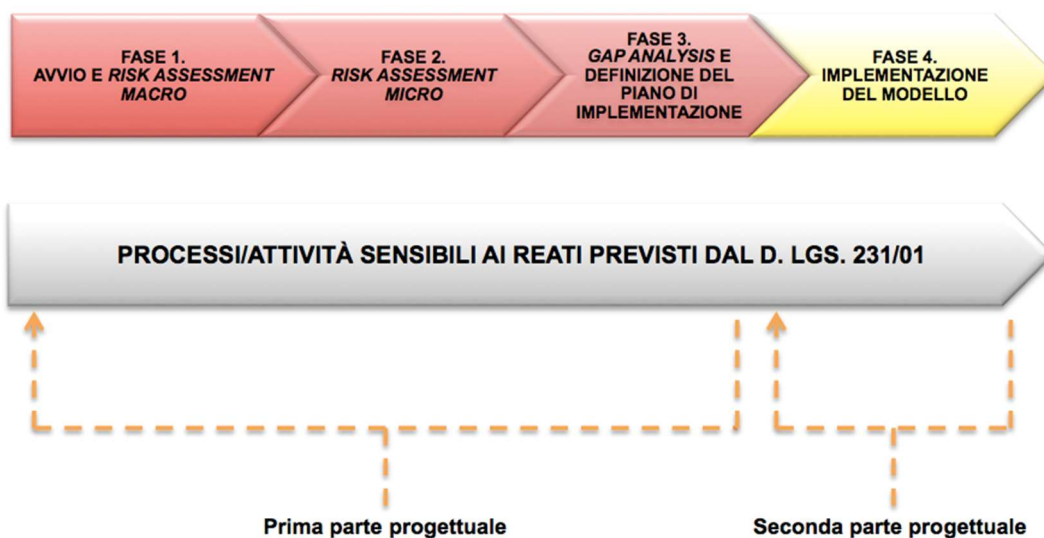 FASE 1.
AVVIO E RISK ASSESSMENT
MACRO
FASE 2.
RISK ASSESSMENT
MICRO
FASE 3.
GAP ANALYSIS E
DEFINIZIONE DEL
PIANO DI
IMPLEMENTAZIONE
FASE 4.
IMPLEMENTAZIONE
DEL MODELLO
PROCESSI/ATTIVITÀ SENSIBILI AI REATI PREVISTI DAL D. LGS. 231/01
Prima parte progettuale
Seconda parte progettuale